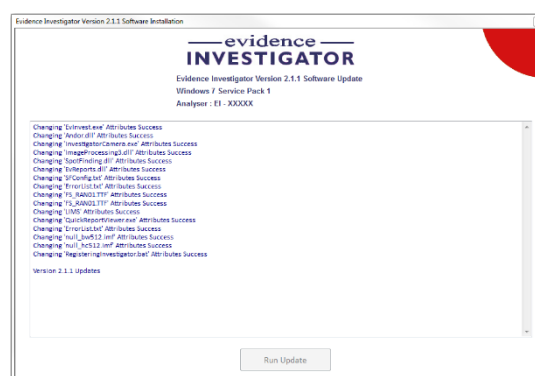 Evidence Investigator Version 2.1.1 Software Installation
evidence
INVESTIGATOR
Evidence Investigator Version 2.1.1 Software Update
Windows 7 Service Pack 1
Analyser : EI - XXXXX
Changing 'EvInvest.exe' Attributes Success
Changing 'Andor.dll' Attributes Success
Changing 'InvestigatorCamera.exe' Attributes Success
Changing 'ImageProcessing3.dll' Attributes Success
Changing 'SpotFinding.dll' Attributes Success
Changing 'EvReports.dll' Attributes Success
Changing 'SFConfig.txt' Attributes Success
Changing 'ErrorList.txt' Attributes Success
Changing 'FS_RAN01.TTF' Attributes Success
Changing 'FS_RAN01.TTF' Attributes Success
Changing 'LIMS' Attributes Success
Changing 'QuickReportViewer.exe' Attributes Success
Changing 'ErrorList.txt' Attributes Success
Changing 'null_bw512.imf' Attributes Success
Changing 'null_hc512.imf' Attributes Success
Changing 'RegisteringInvestigator.bat' Attributes Success
Version 2.1.1 Updates
Run Update